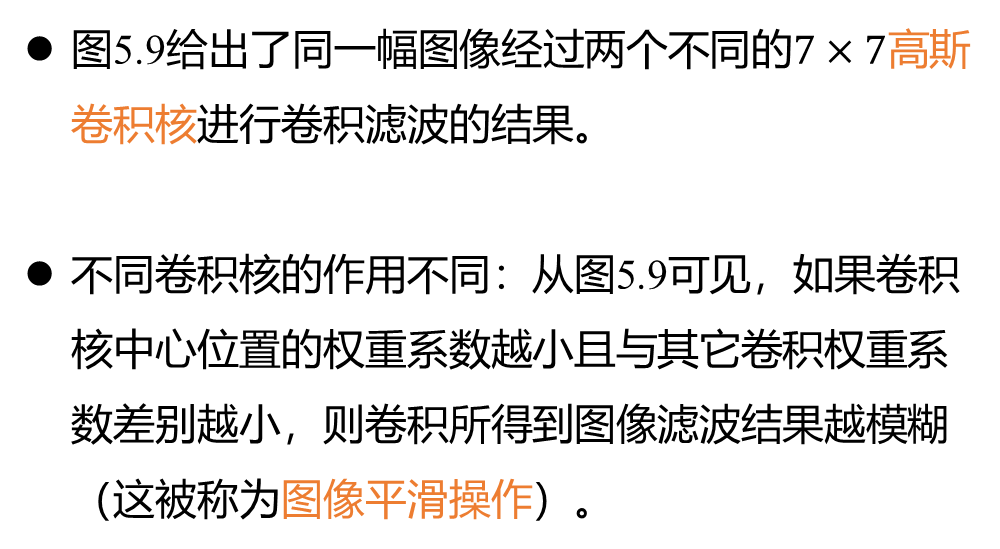 ● 图5.9给出了同一幅图像经过两个不同的7 × 7高斯
卷积核进行卷积滤波的结果。
● 不同卷积核的作用不同：从图5.9可见，如果卷积
核中心位置的权重系数越小且与其它卷积权重系
数差别越小，则卷积所得到图像滤波结果越模糊
（这被称为图像平滑操作）。